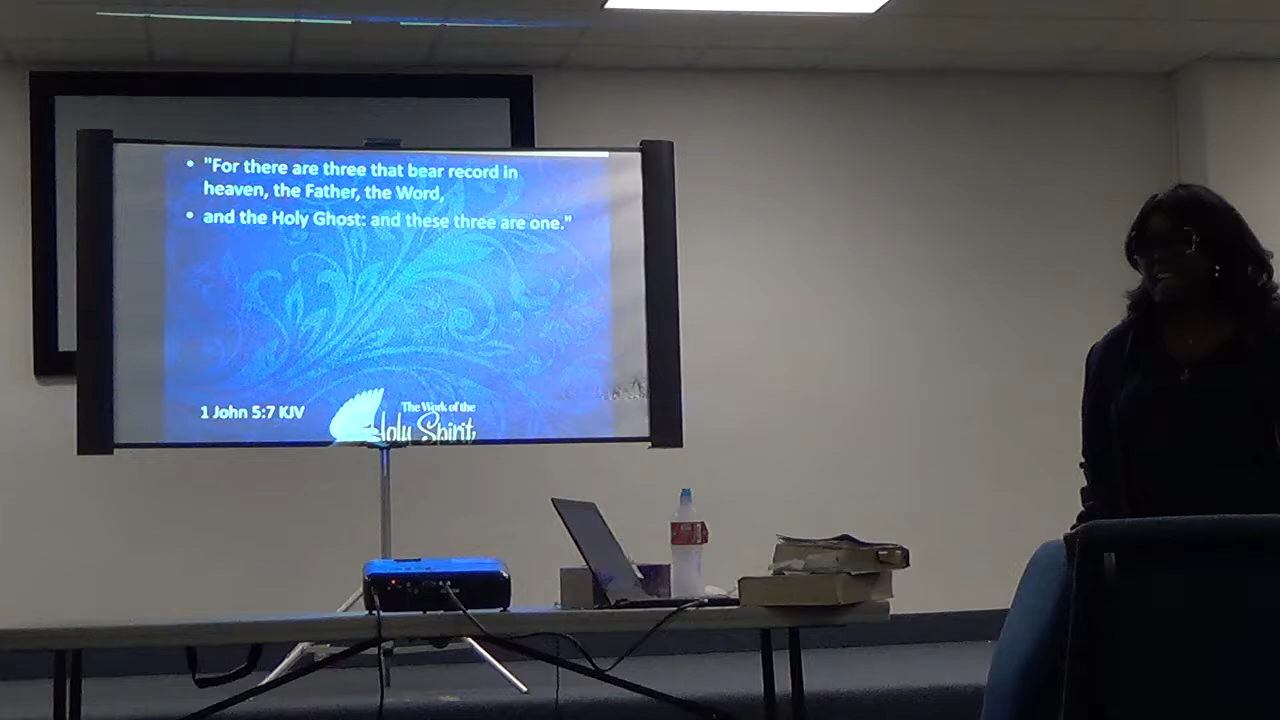 • "For there are three that bear record in
heaven, the Father, the Word,
• and the Holy Ghost: and these three are one."
1 John 5:7 KJV
The Work of the
Holy Spirit